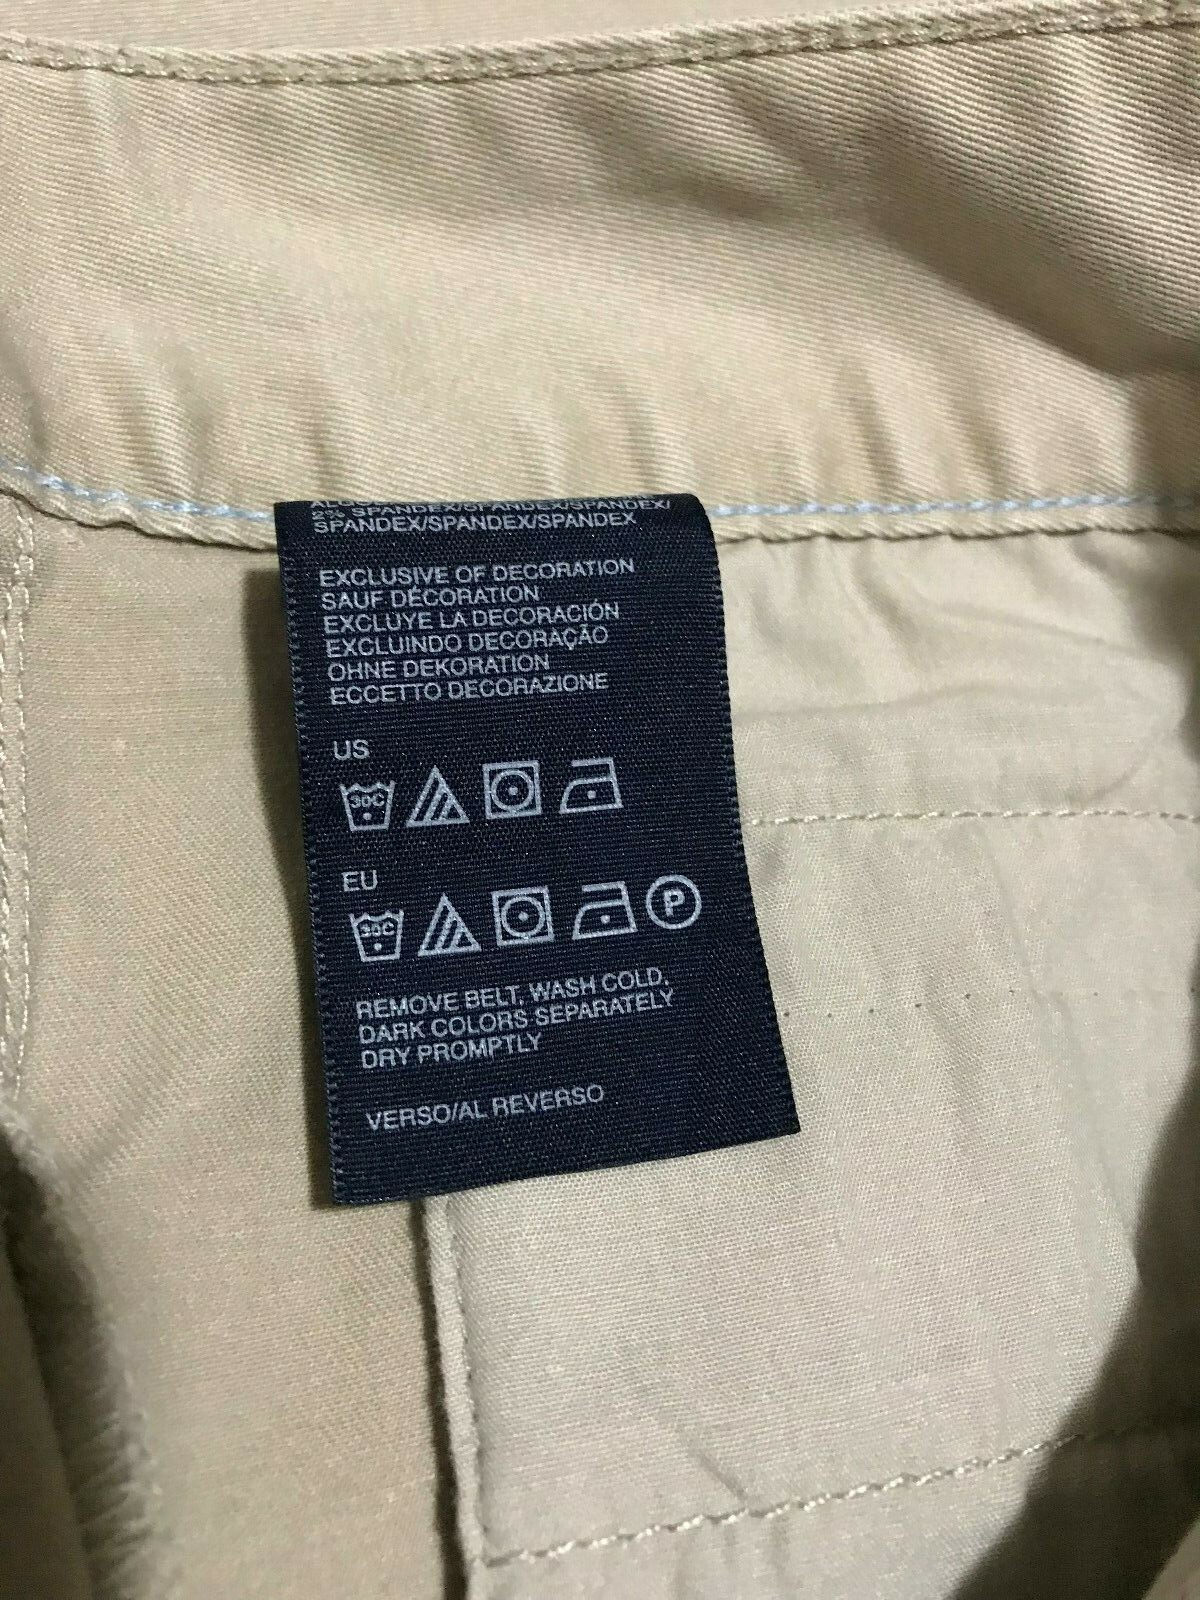 2% SPANDEX/SPANDEX/SPANDEX/
SPANDEX/SPANDEX/SPANDEX
EXCLUSIVE OF DECORATION
SAUF DÉCORATION
EXCLUYE LA DECORACIÓN
EXCLUINDO DECORAÇÃO
OHNE DEKORATION
ECCETTO DECORAZIONE
US
30C
EU
30C
P
REMOVE BELT, WASH COLD,
DARK COLORS SEPARATELY
DRY PROMPTLY
VERSO/AL REVERSO